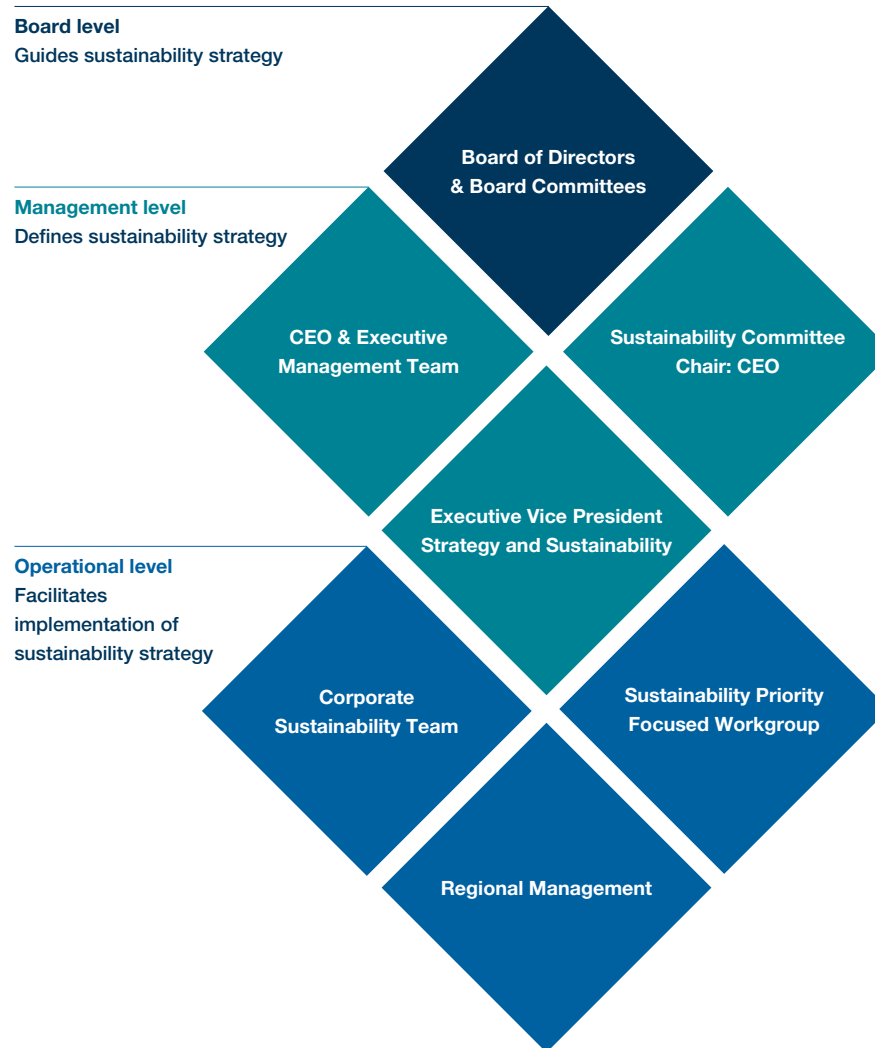 Board level
Guides sustainability strategy
Board of Directors
& Board Committees
Management level
Defines sustainability strategy
CEO & Executive
Management Team
Sustainability Committee
Chair: CEO
Executive Vice President
Strategy and Sustainability
Operational level
Facilitates
implementation of
sustainability strategy
Corporate
Sustainability Team
Sustainability Priority
Focused Workgroup
Regional Management